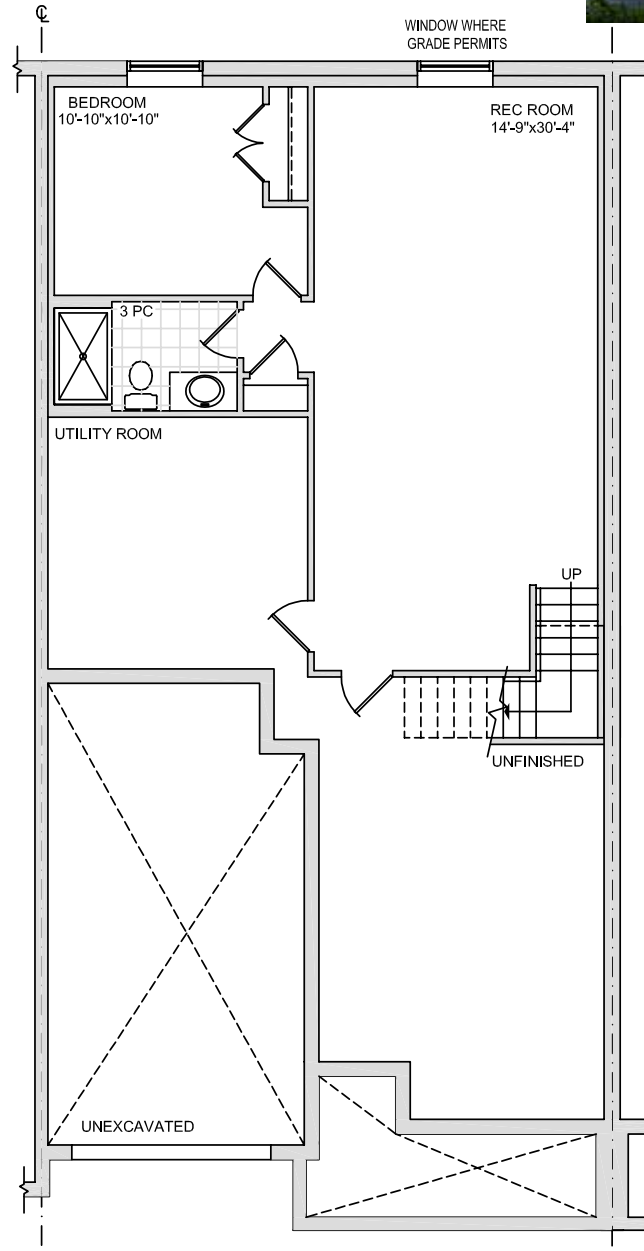 ℄
WINDOW WHERE
GRADE PERMITS
BEDROOM
10'-10"x10'-10"
REC ROOM
14'-9"x30'-4"
3 PC
UTILITY ROOM
UP
UNFINISHED
UNEXCAVATED